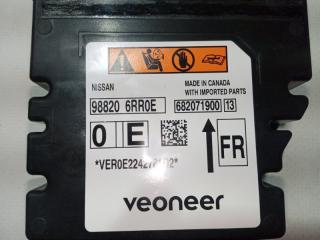 NISSAN
MADE IN CANADA
WITH IMPORTED PARTS
98820 6RR0E
682071900 13
0 E
FR
veoneer